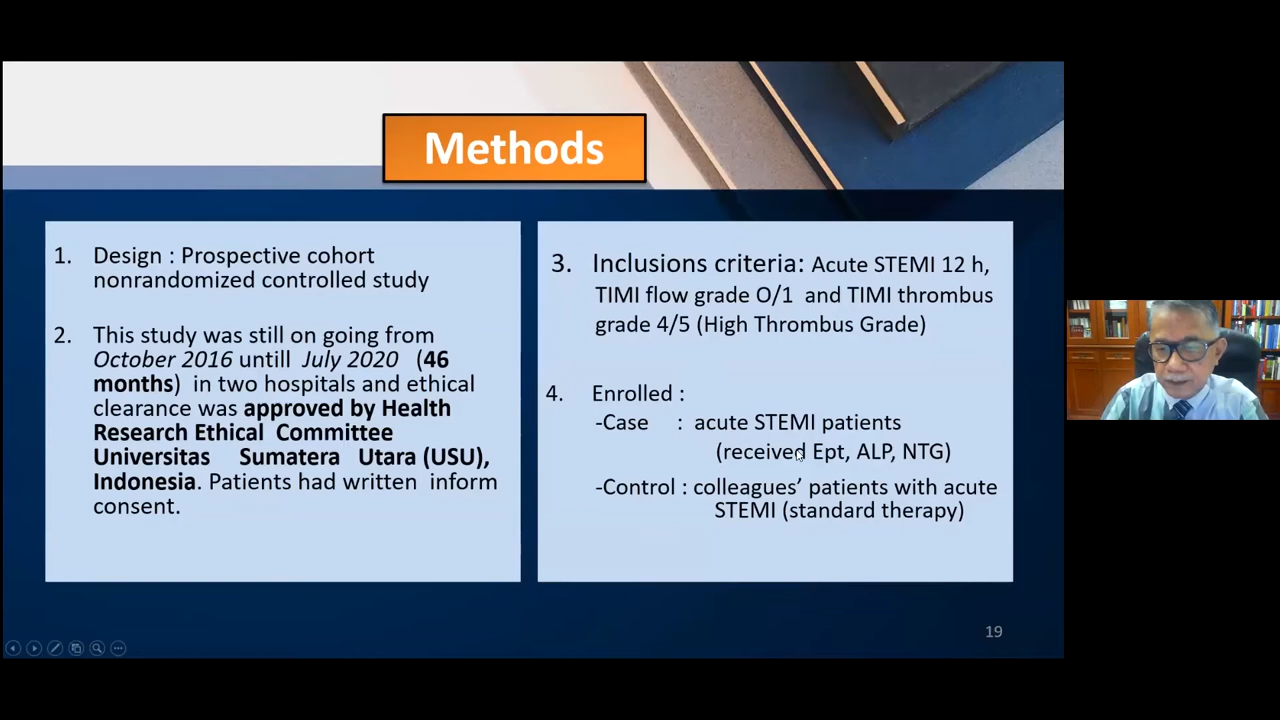 Methods
1. Design : Prospective cohort
nonrandomized controlled study
2. This study was still on going from
October 2016 untill July 2020 (46
months) in two hospitals and ethical
clearance was approved by Health
Research Ethical Committee
Universitas Sumatera Utara (USU),
Indonesia. Patients had written inform
consent.
3. Inclusions criteria: Acute STEMI 12 h,
TIMI flow grade O/1 and TIMI thrombus
grade 4/5 (High Thrombus Grade)
4. Enrolled :
-Case : acute STEMI patients
(received Ept, ALP, NTG)
-Control : colleagues’ patients with acute
STEMI (standard therapy)
19